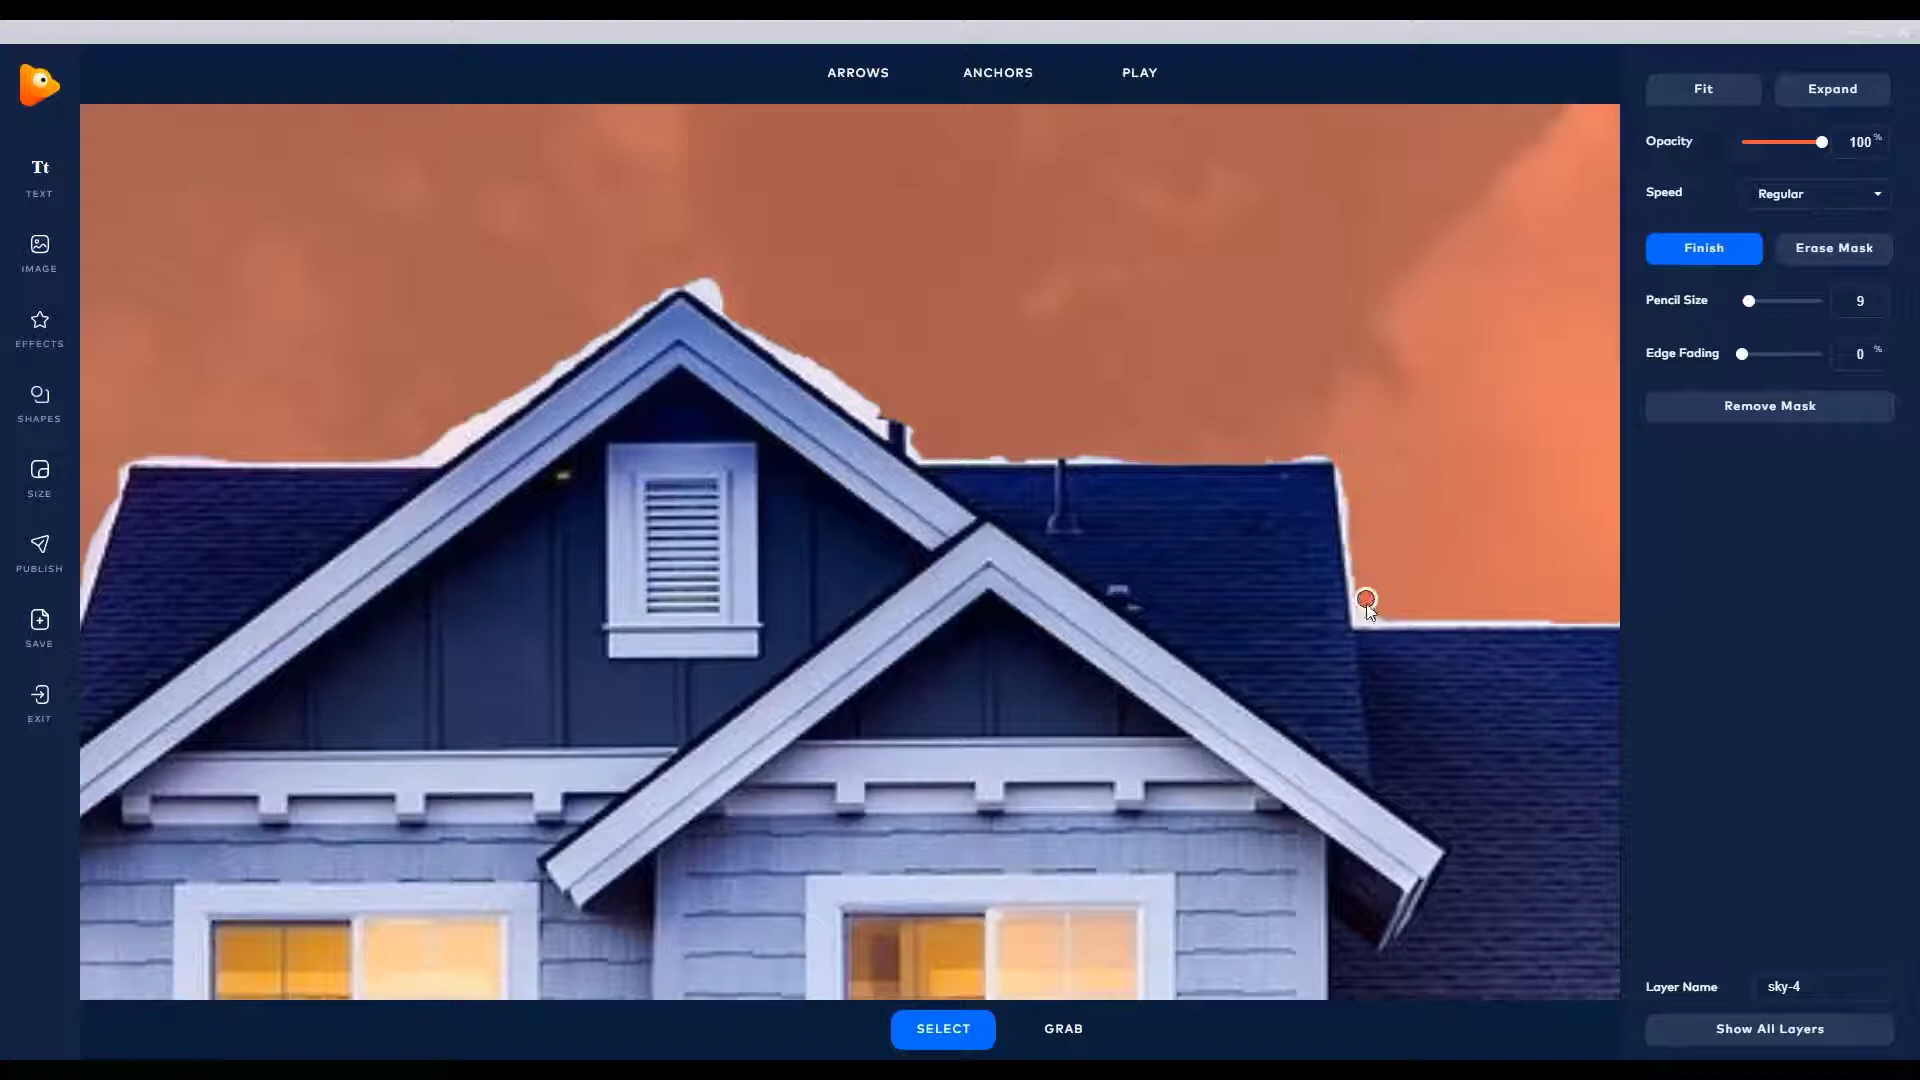 ARROWS ANCHORS PLAY
Fit Expand
Opacity 100 %
Tt
TEXT
Speed Regular
IMAGE
Finish Erase Mask
Pencil Size 9
EFFECTS
Edge Fading 0 %
SHAPES
Remove Mask
SIZE
PUBLISH
SAVE
EXIT
Layer Name sky-4
SELECT GRAB
Show All Layers